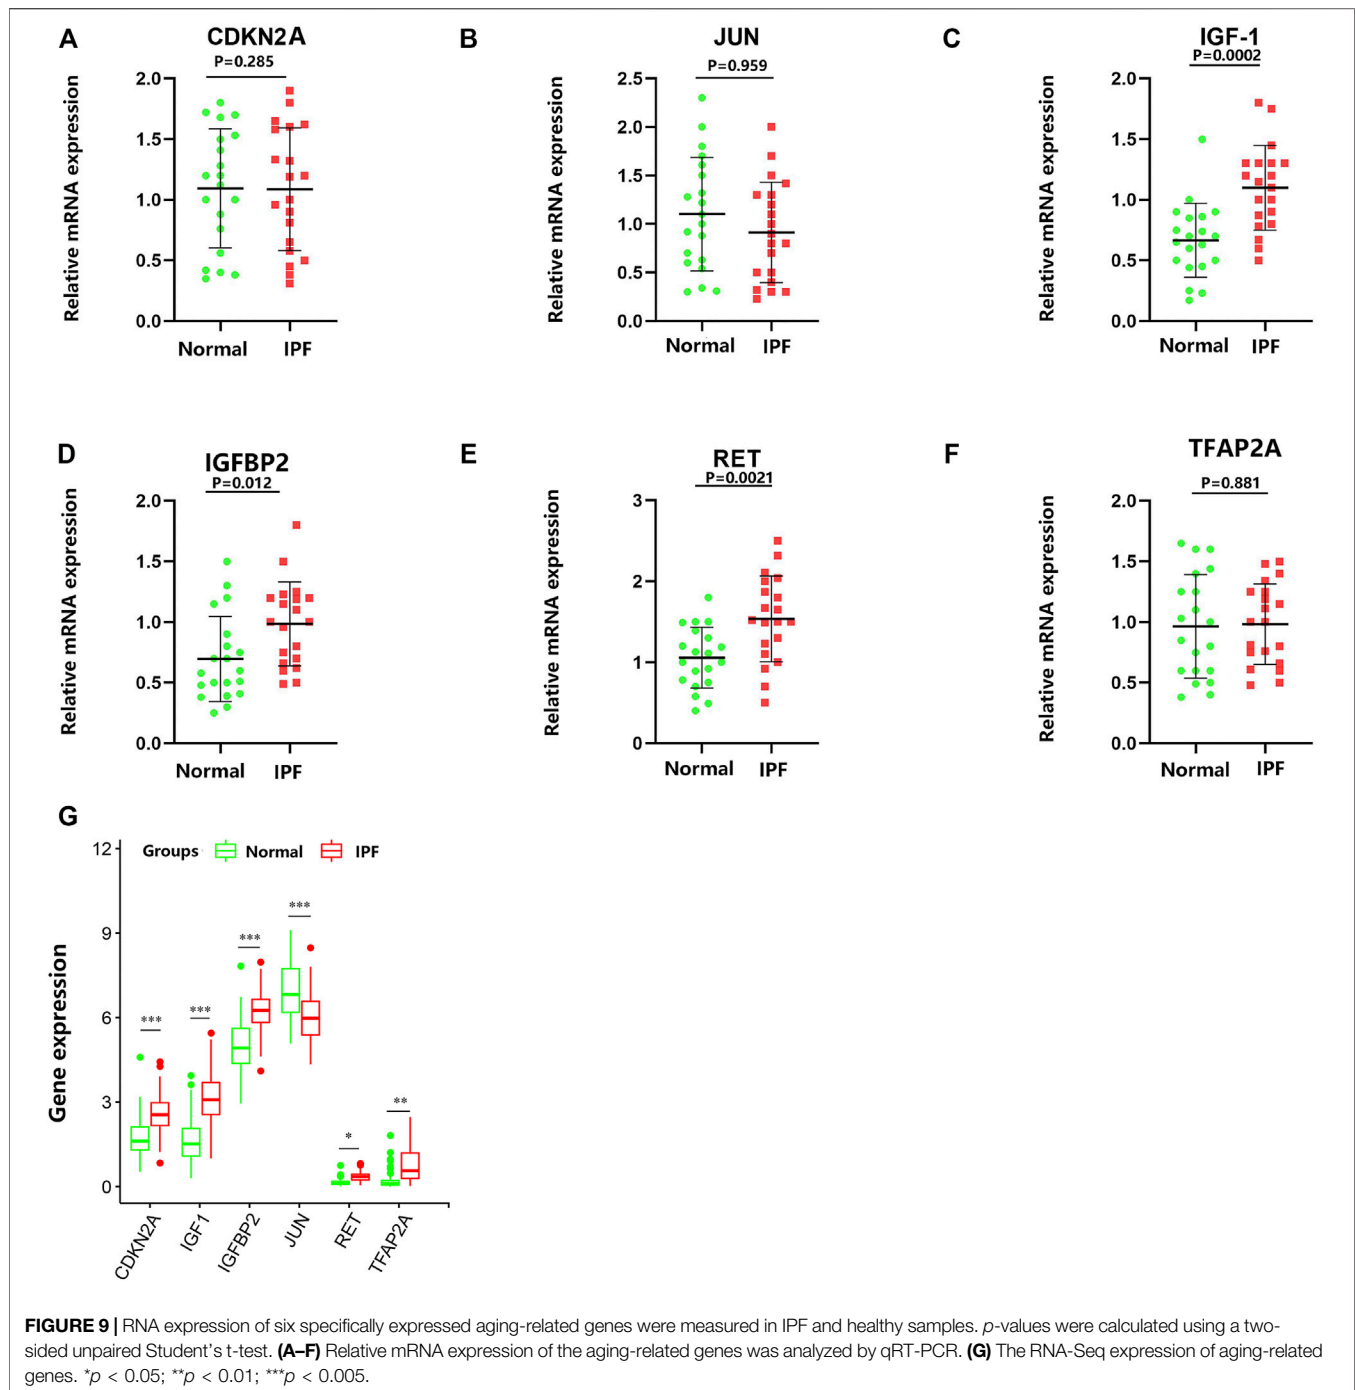 A
CDKN2A
P=0.285
Relative mRNA expression
2.0
1.5
1.0
0.5
0.0
Normal
IPF
B
JUN
P=0.959
Relative mRNA expression
2.5
2.0
1.5
1.0
0.5
0.0
Normal
IPF
C
IGF-1
P=0.0002
Relative mRNA expression
2.0
1.5
1.0
0.5
0.0
Normal
IPF
D
IGFBP2
P=0.012
Relative mRNA expression
2.0
1.5
1.0
0.5
0.0
Normal
IPF
E
RET
P=0.0021
Relative mRNA expression
3
2
1
0
Normal
IPF
F
TFAP2A
P=0.881
Relative mRNA expression
2.0
1.5
1.0
0.5
0.0
Normal
IPF
G
Groups
Normal
IPF
Gene expression
12
9
6
3
0
***
***
***
***
*
**
CDKN2A
IGF1
IGFBP2
JUN
RET
TFAP2A
FIGURE 9 | RNA expression of six specifically expressed aging-related genes were measured in IPF and healthy samples. p-values were calculated using a two-
sided unpaired Student's t-test. (A–F) Relative mRNA expression of the aging-related genes was analyzed by qRT-PCR. (G) The RNA-Seq expression of aging-related
genes. *p < 0.05; **p < 0.01; ***p < 0.005.